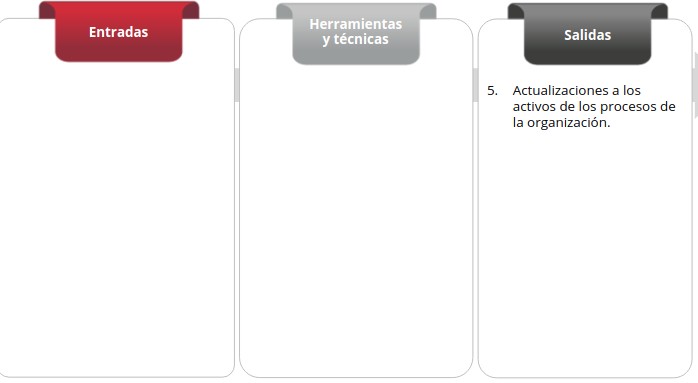 Entradas
Herramientas
y técnicas
Salidas
5. Actualizaciones a los
activos de los procesos de
la organización.